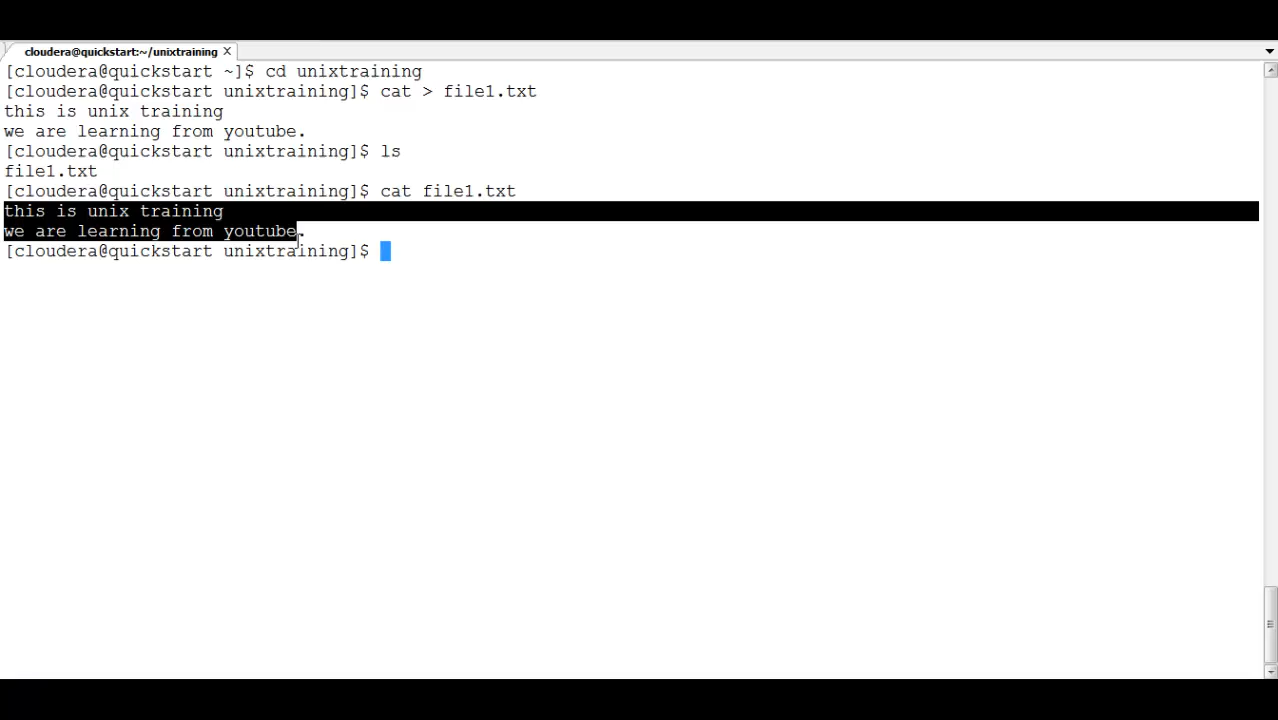 cloudera@quickstart:~/unixtraining X
[cloudera@quickstart ~]$ cd unixtraining
[cloudera@quickstart unixtraining]$ cat > file1.txt
this is unix training
we are learning from youtube.
[cloudera@quickstart unixtraining]$ ls
file1.txt
[cloudera@quickstart unixtraining]$ cat file1.txt
this is unix training
we are learning from youtube.
[cloudera@quickstart unixtraining]$